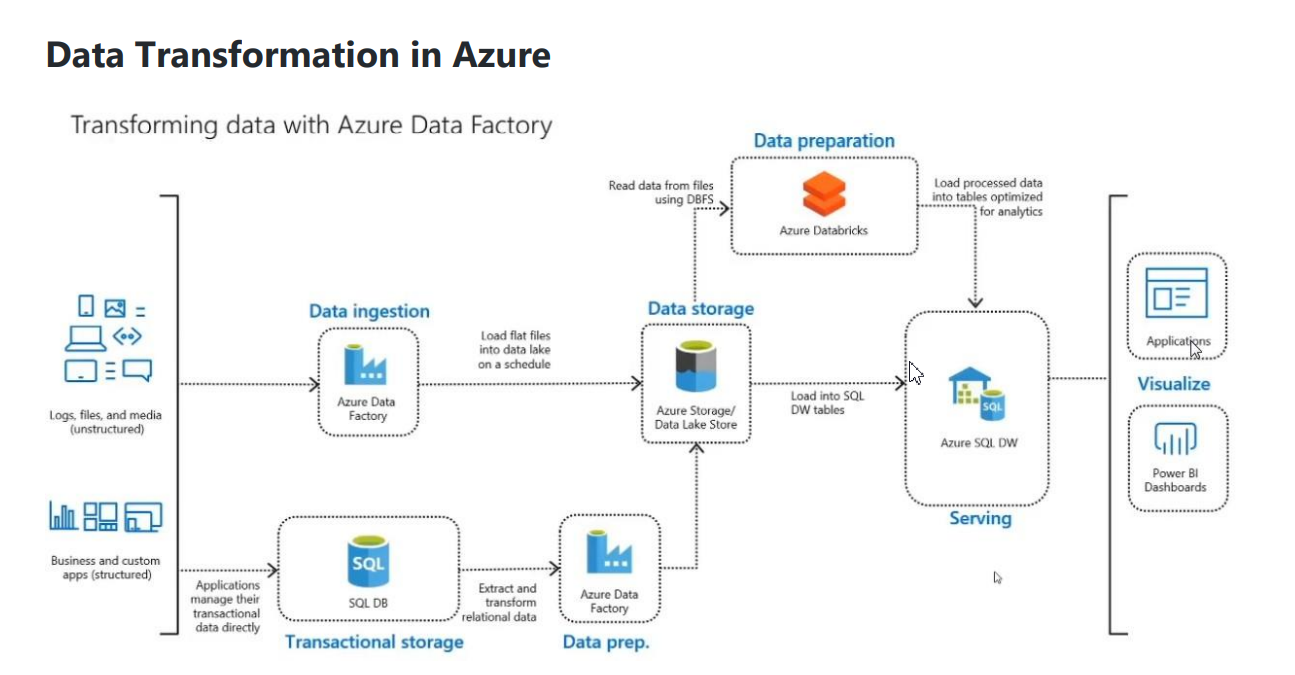 Data Transformation in Azure
Transforming data with Azure Data Factory
Data preparation
Read data from files
using DBFS
Azure Databricks
Load processed data
into tables optimized
for analytics
Data ingestion
Azure Data
Factory
Load flat files
into data lake
on a schedule
Data storage
Azure Storage/
Data Lake Store
Load into SQL
DW tables
SQL
Azure SQL DW
Serving
Applications
Visualize
Power BI
Dashboards
Logs, files, and media
(unstructured)
Business and custom
apps (structured)
Applications
manage their
transactional
data directly
SQL
SQL DB
Transactional storage
Extract and
transform
relational data
Azure Data
Factory
Data prep.